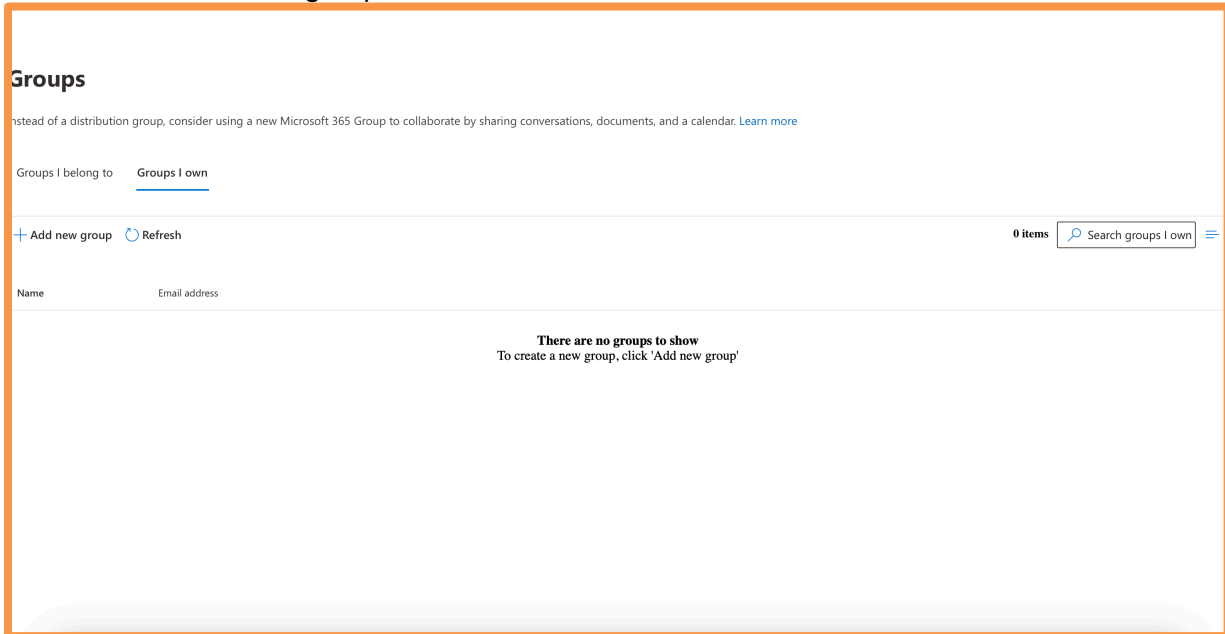 Groups
nstead of a distribution group, consider using a new Microsoft 365 Group to collaborate by sharing conversations, documents, and a calendar. Learn more
Groups I belong to Groups I own
Add new group Refresh 0 items Search groups I own
Name Email address
There are no groups to show
To create a new group, click 'Add new group'